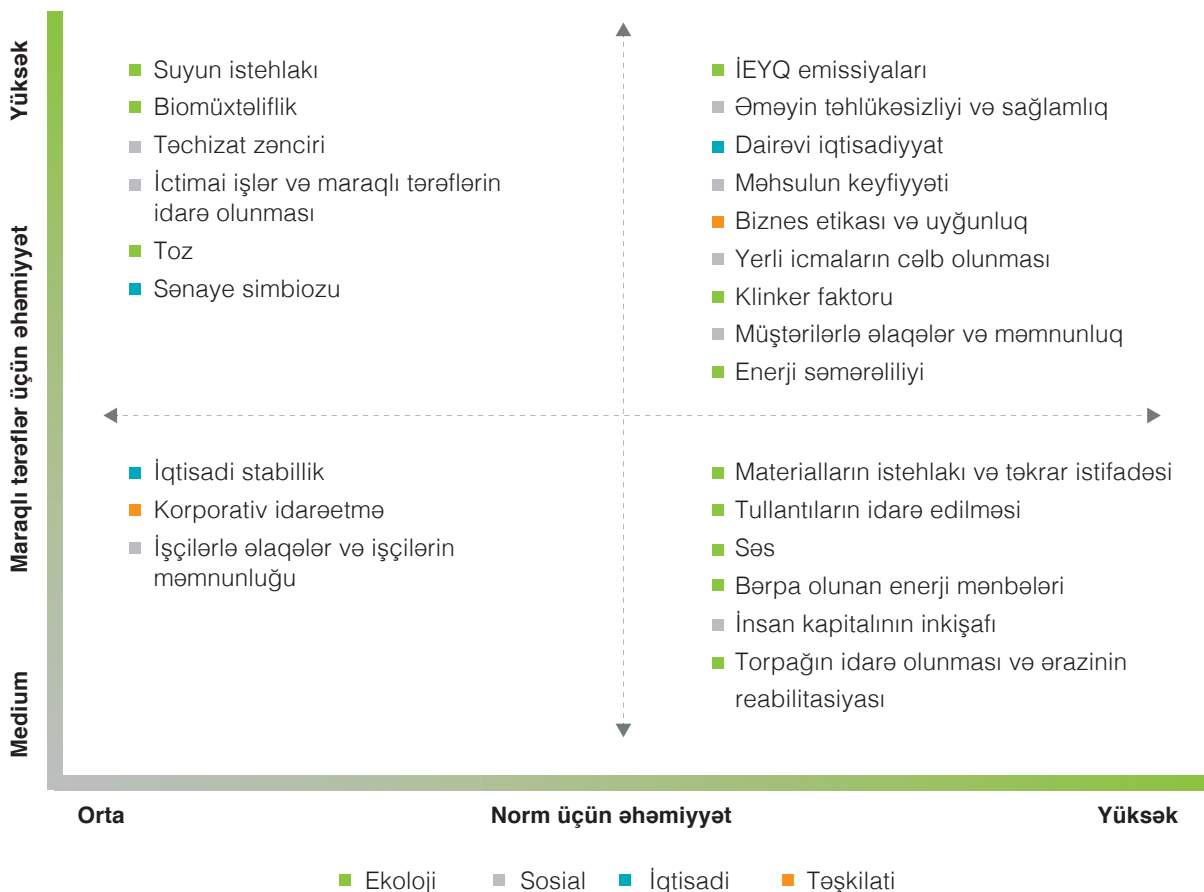 Yüksək
Maraqlı tərəflər üçün əhəmiyyət
Medium
Suyun istehlakı
Biomüxtəliflik
Təchizat zənciri
İctimai işlər və maraqlı tərəflərin
idarə olunması
Toz
Sənaye simbiozu
İEYQ emissiyaları
Əməyin təhlükəsizliyi və sağlamlıq
Dairəvi iqtisadiyyat
Məhsulun keyfiyyəti
Biznes etikası və uyğunluq
Yerli icmaların cəlb olunması
Klinker faktoru
Müştərilərlə əlaqələr və məmnunluq
Enerji səmərəliliyi
İqtisadi stabillik
Korporativ idarəetmə
İşçilərlə əlaqələr və işçilərin
məmnunluğu
Materialların istehlakı və təkrar istifadəsi
Tullantıların idarə edilməsi
Səs
Bərpa olunan enerji mənbələri
İnsan kapitalının inkişafı
Torpağın idarə olunması və ərazinin
reabilitasiyası
Orta
Norm üçün əhəmiyyət
Yüksək
Ekoloji
Sosial
İqtisadi
Təşkilati